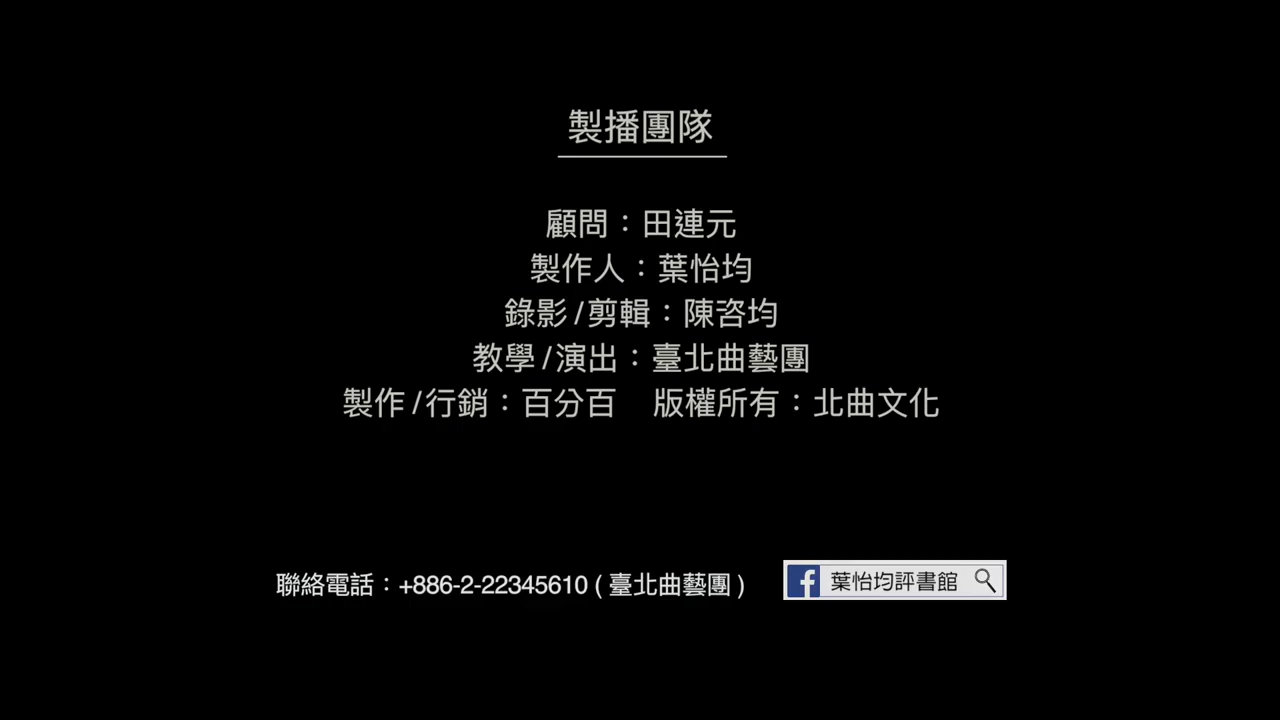 製播團隊
顧問：田連元
製作人：葉怡均
錄影/剪輯：陳咨均
教學/演出：臺北曲藝團
製作/行銷：百分百 版權所有：北曲文化
聯絡電話：+886-2-22345610 ( 臺北曲藝團 )
葉怡均評書館